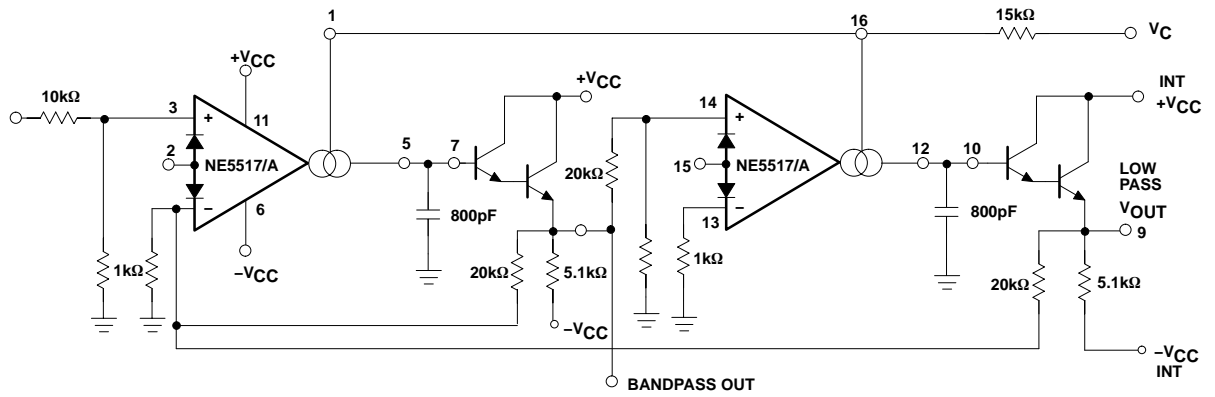 1
16
15kΩ
VC
+VCC
10kΩ
3
+
11
2
NE5517/A
−
6
−VCC
1kΩ
5
7
800pF
+VCC
20kΩ
20kΩ
5.1kΩ
−VCC
BANDPASS OUT
14
+
15
NE5517/A
−
13
1kΩ
12
10
800pF
INT
+VCC
LOW
PASS
VOUT
9
20kΩ
5.1kΩ
−VCC
INT